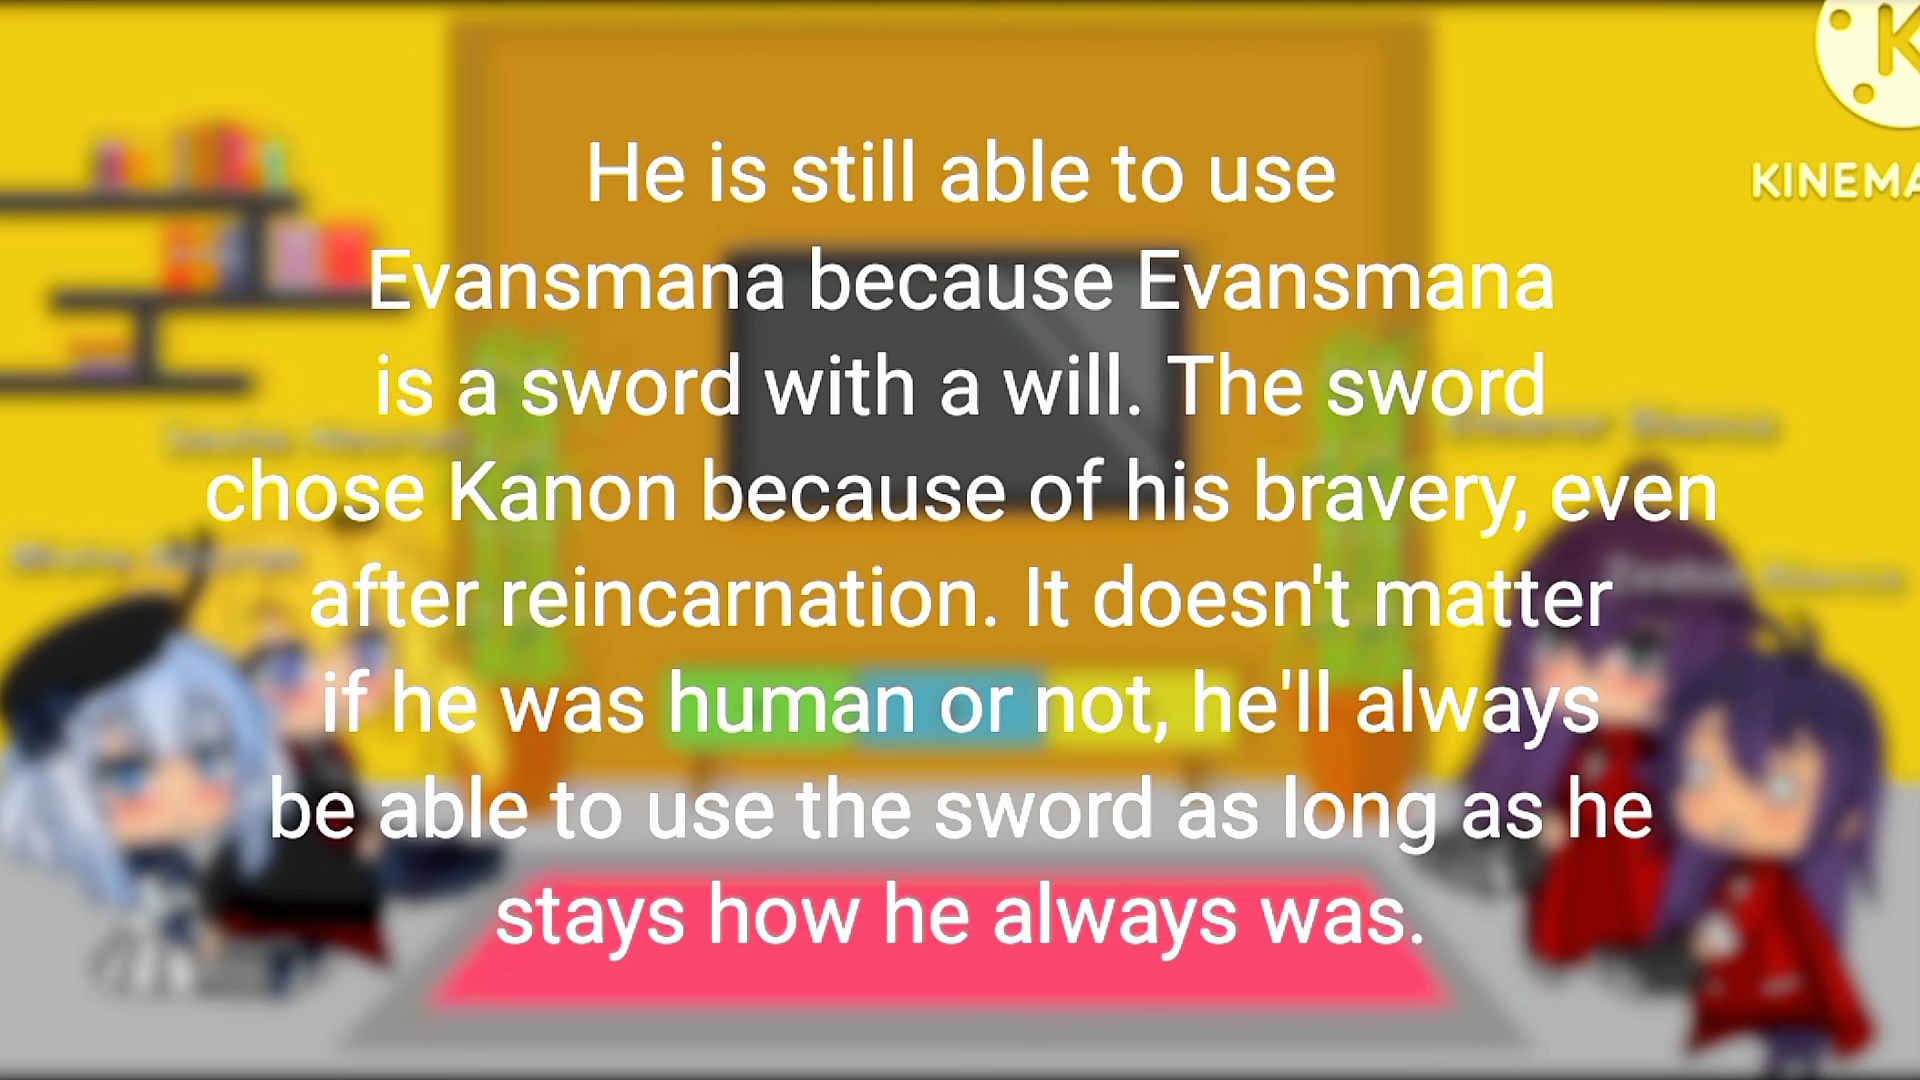 He is still able to use
Evansmana because Evansmana
is a sword with a will. The sword
chose Kanon because of his bravery, even
after reincarnation. It doesn't matter
if he was human or not, he'll always
be able to use the sword as long as he
stays how he always was.
K
KINEMA